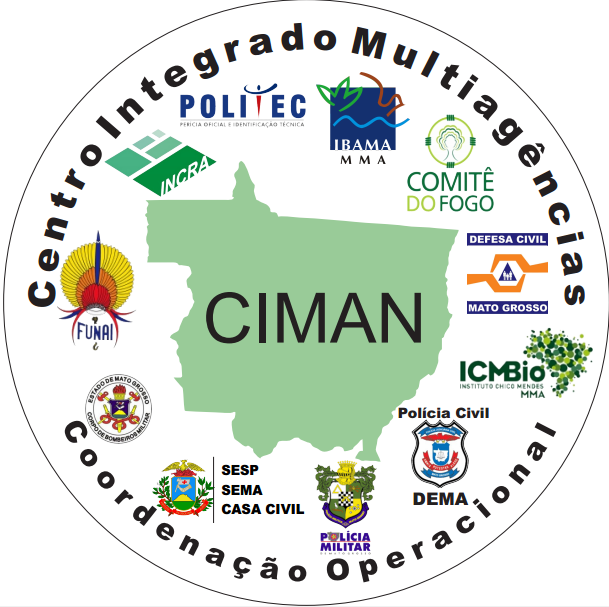 Centro Integrado Multiagências
POLITEC
PERÍCIA OFICIAL E IDENTIFICAÇÃO TÉCNICA
IBAMA
MMA
INCRA
COMITÊ
DO FOGO
DEFESA CIVIL
MATO GROSSO
FUNAI
CIMAN
ICMBio
INSTITUTO CHICO MENDES
MMA
ESTADO DE MATO GROSSO
CORPO DE BOMBEIROS MILITAR
Polícia Civil
DEMA
SESP
SEMA
CASA CIVIL
POLÍCIA
MILITAR
Coordenação Operacional